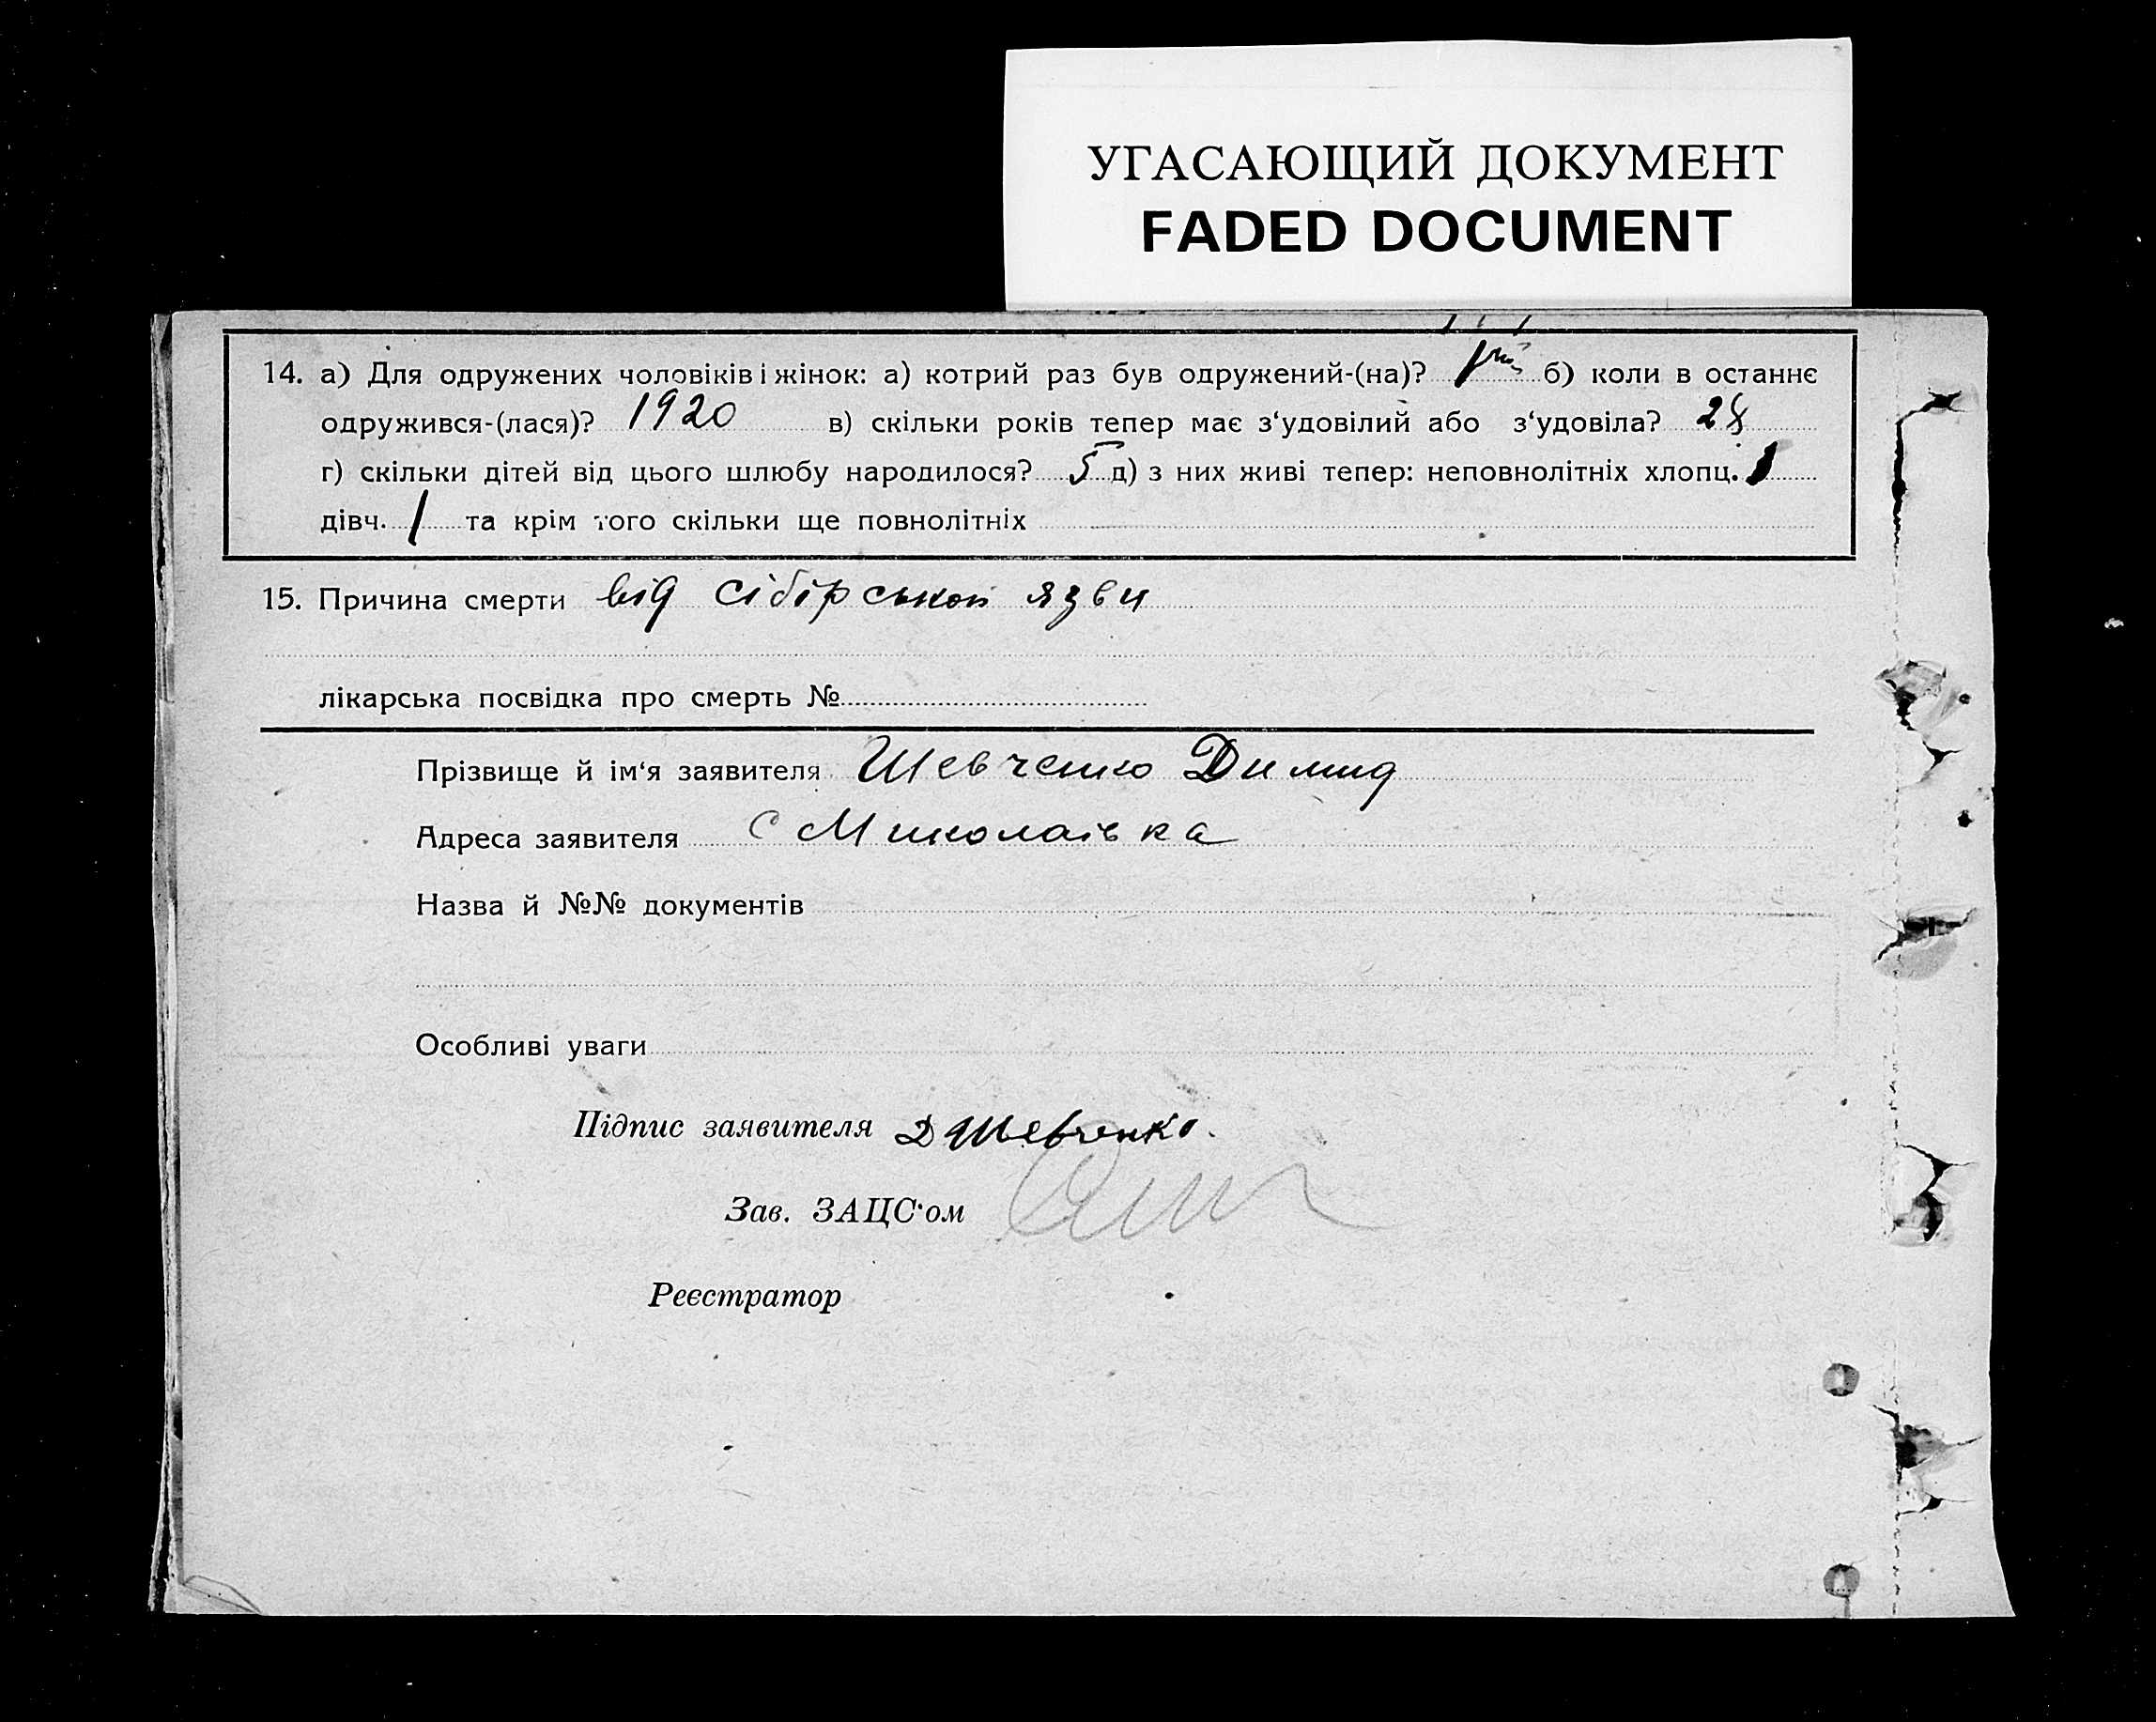 УГАСАЮЩИЙ ДОКУМЕНТ
FADED DOCUMENT
14. а) Для одружених чоловіків і жінок: а) котрий раз був одружений-(на)? 1ший б) коли в останнє
одружився-(лася)? 1920 в) скільки років тепер має з‘удовілий або з‘удовіла? 28
г) скільки дітей від цього шлюбу народилося? 5 д) з них живі тепер: неповнолітніх хлопц. 1
дівч. 1 та крім того скільки ще повнолітніх
15. Причина смерти від сібірськоі язви
лікарська посвідка про смерть №
Прізвище й ім‘я заявителя Шевченко Димид
Адреса заявителя с Миколаівка
Назва й №№ документів
Особливі уваги
Підпис заявителя Д Шевченко.
Зав. ЗАЦС‘ом
Реєстратор